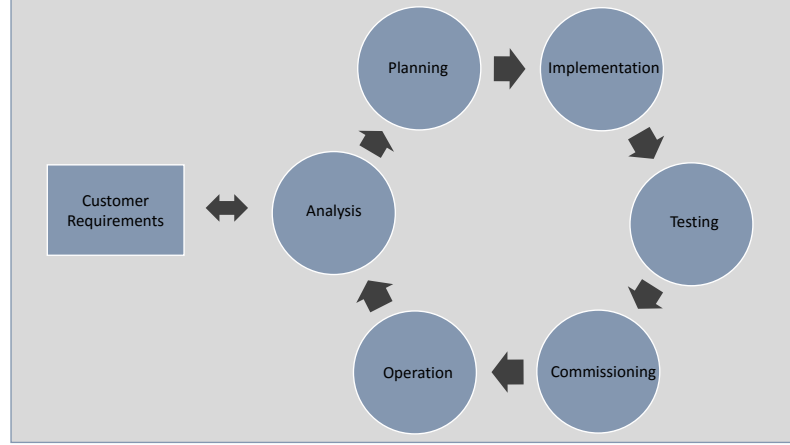 Planning
Implementation
Customer
Requirements
Analysis
Testing
Operation
Commissioning